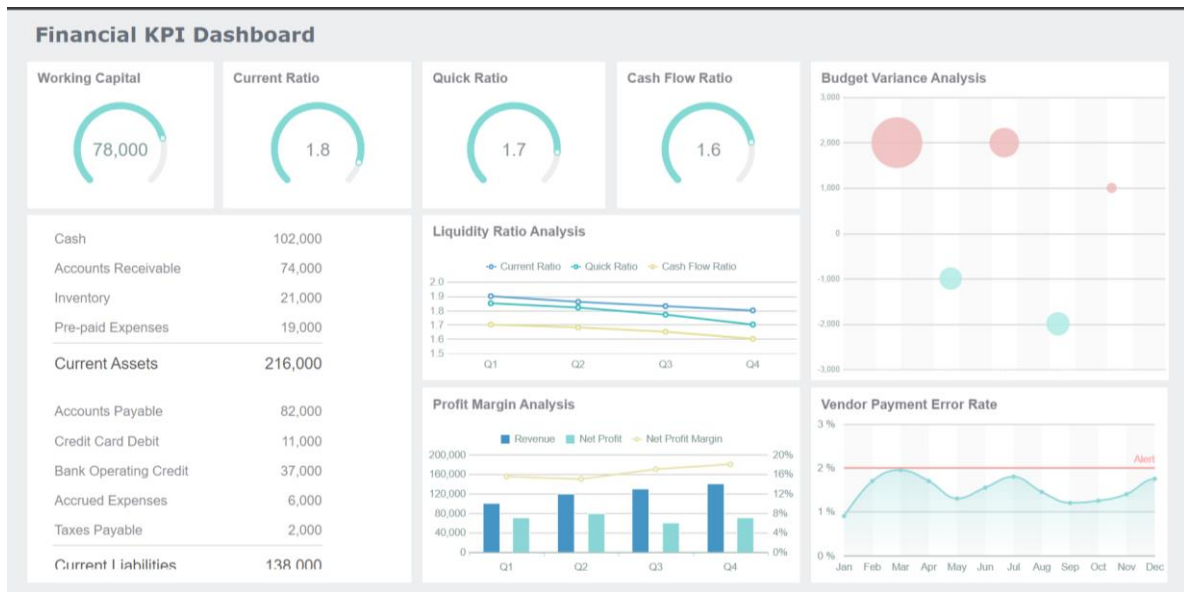 Financial KPI Dashboard
Working Capital
78,000
Current Ratio
1.8
Quick Ratio
1.7
Cash Flow Ratio
1.6
Cash 102,000
Accounts Receivable 74,000
Inventory 21,000
Pre-paid Expenses 19,000
Current Assets 216,000
Accounts Payable 82,000
Credit Card Debit 11,000
Bank Operating Credit 37,000
Accrued Expenses 6,000
Taxes Payable 2,000
Current Liabilities 138,000
Liquidity Ratio Analysis
Current Ratio Quick Ratio Cash Flow Ratio
2.0
1.9
1.8
1.7
1.6
1.5
Q1 Q2 Q3 Q4
Profit Margin Analysis
Revenue Net Profit Net Profit Margin
200,000 20%
160,000 16%
120,000 12%
80,000 8%
40,000 4%
0 0%
Q1 Q2 Q3 Q4
Budget Variance Analysis
3,000
2,000
1,000
0
-1,000
-2,000
-3,000
Vendor Payment Error Rate
3 %
Alert
2 %
1 %
0 %
Jan Feb Mar Apr May Jun Jul Aug Sep Oct Nov Dec